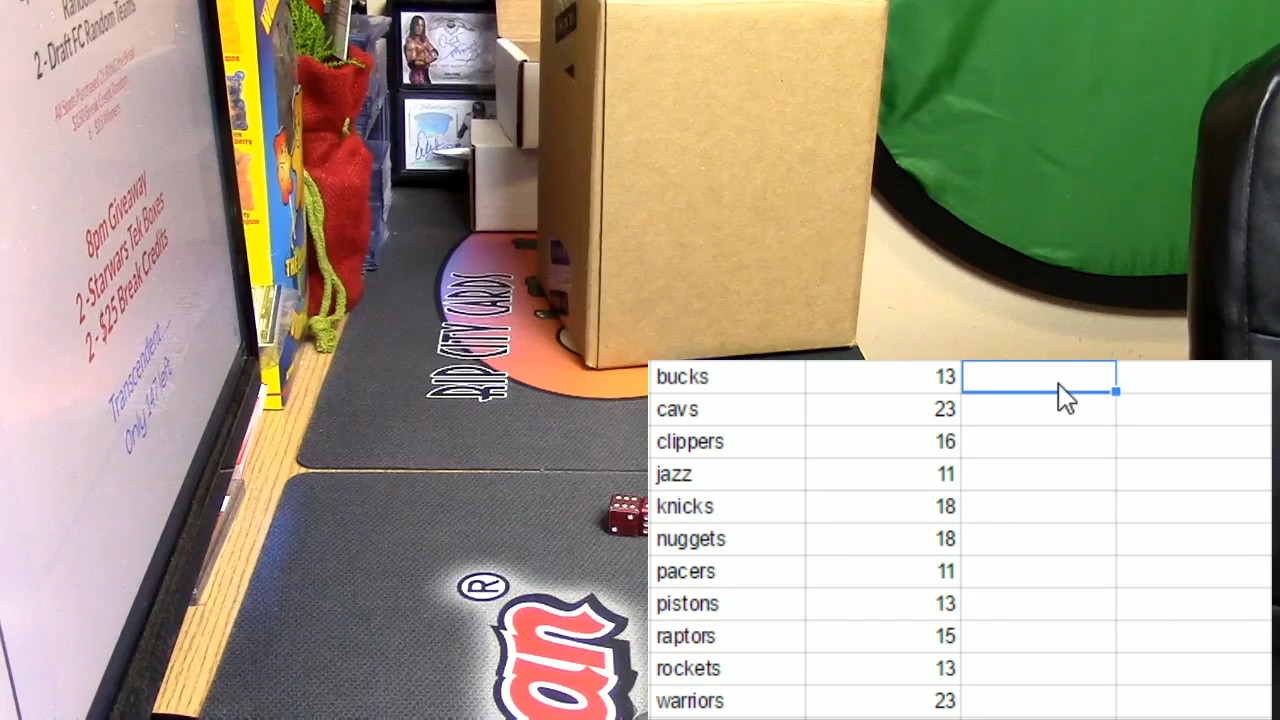 2 - Draft FC Random Teams
8pm Giveaway
2 - Starwars Tek Boxes
2 - $25 Break Credits
Transcendent...
Only 147 left
RIP CITY CARDS
an®
bucks 13
cavs 23
clippers 16
jazz 11
knicks 18
nuggets 18
pacers 11
pistons 13
raptors 15
rockets 13
warriors 23